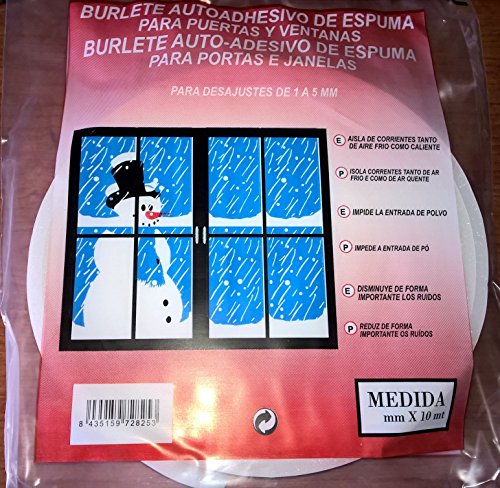 BURLETE AUTOADHESIVO DE ESPUMA
PARA PUERTAS Y VENTANAS
BURLETE AUTO-ADESIVO DE ESPUMA
PARA PORTAS E JANELAS
PARA DESAJUSTES DE 1 A 5 MM
E AISLA DE CORRIENTES TANTO
DE AIRE FRIO COMO CALIENTE
P ISOLA CORRENTES TANTO DE AR
FRIO E COMO DE AR QUENTE
E IMPIDE LA ENTRADA DE POLVO
P IMPEDE A ENTRADA DE PÓ
E DISMINUYE DE FORMA
IMPORTANTE LOS RUIDOS
P REDUZ DE FORMA
IMPORTANTE OS RUÍDOS
MEDIDA
mm X 10 mt
8 435159 728253